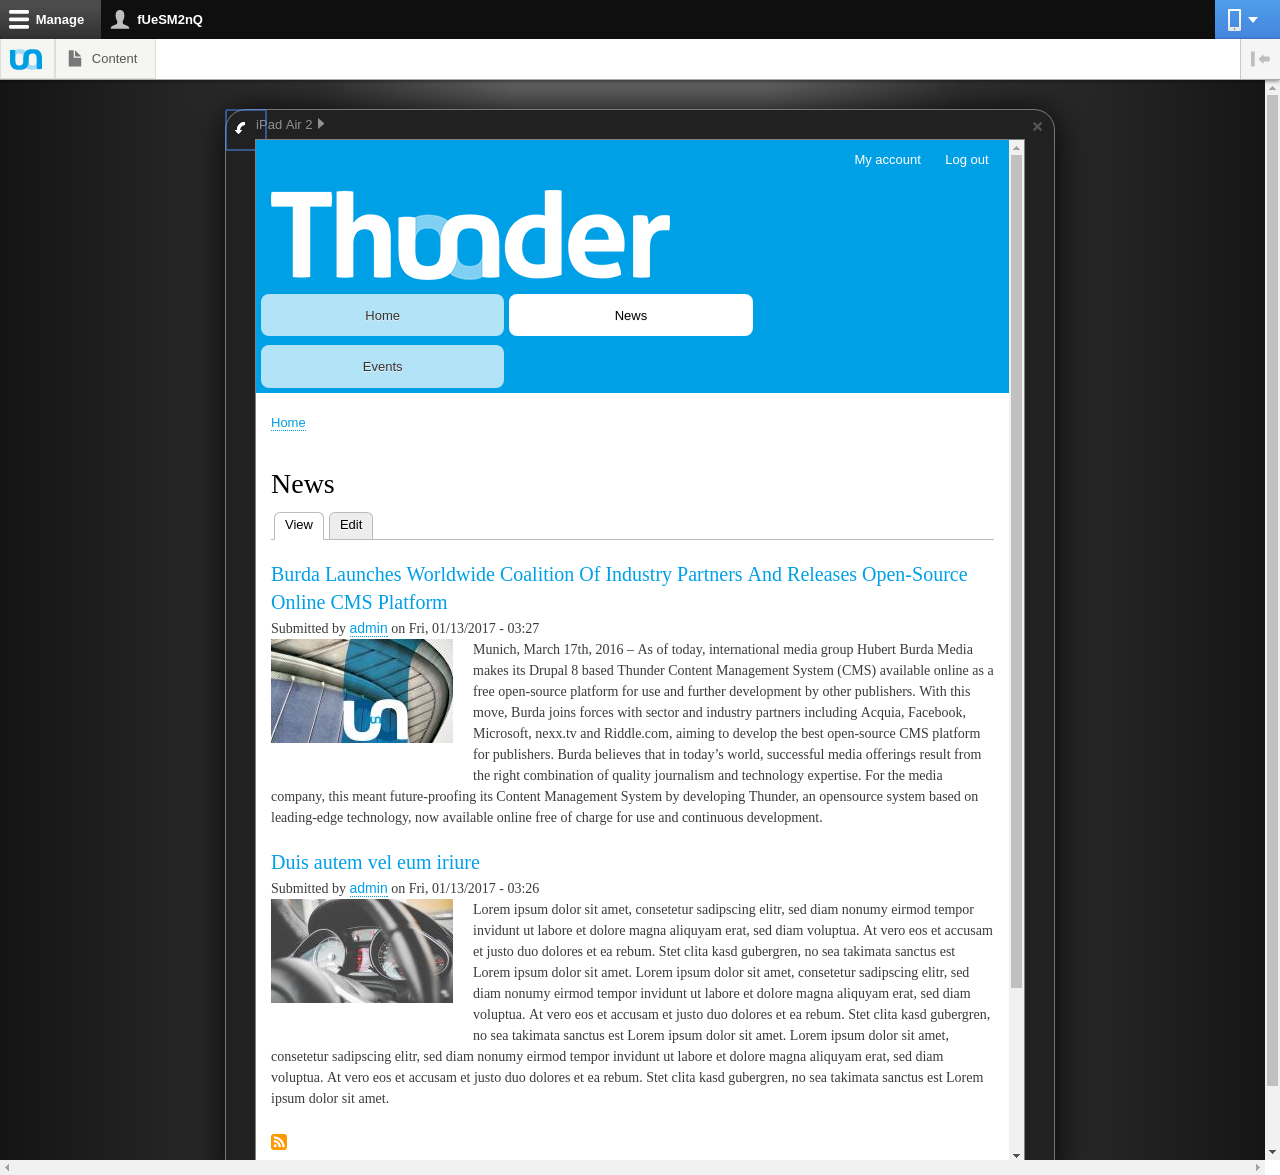 Manage
fUeSM2nQ
Content
iPad Air 2
My account
Log out
Thunder
Home
News
Events
Home
News
View
Edit
Burda Launches Worldwide Coalition Of Industry Partners And Releases Open-Source
Online CMS Platform
Submitted by admin on Fri, 01/13/2017 - 03:27
Munich, March 17th, 2016 – As of today, international media group Hubert Burda Media
makes its Drupal 8 based Thunder Content Management System (CMS) available online as a
free open-source platform for use and further development by other publishers. With this
move, Burda joins forces with sector and industry partners including Acquia, Facebook,
Microsoft, nexx.tv and Riddle.com, aiming to develop the best open-source CMS platform
for publishers. Burda believes that in today’s world, successful media offerings result from
the right combination of quality journalism and technology expertise. For the media
company, this meant future-proofing its Content Management System by developing Thunder, an opensource system based on
leading-edge technology, now available online free of charge for use and continuous development.
Duis autem vel eum iriure
Submitted by admin on Fri, 01/13/2017 - 03:26
Lorem ipsum dolor sit amet, consetetur sadipscing elitr, sed diam nonumy eirmod tempor
invidunt ut labore et dolore magna aliquyam erat, sed diam voluptua. At vero eos et accusam
et justo duo dolores et ea rebum. Stet clita kasd gubergren, no sea takimata sanctus est
Lorem ipsum dolor sit amet. Lorem ipsum dolor sit amet, consetetur sadipscing elitr, sed
diam nonumy eirmod tempor invidunt ut labore et dolore magna aliquyam erat, sed diam
voluptua. At vero eos et accusam et justo duo dolores et ea rebum. Stet clita kasd gubergren,
no sea takimata sanctus est Lorem ipsum dolor sit amet. Lorem ipsum dolor sit amet,
consetetur sadipscing elitr, sed diam nonumy eirmod tempor invidunt ut labore et dolore magna aliquyam erat, sed diam
voluptua. At vero eos et accusam et justo duo dolores et ea rebum. Stet clita kasd gubergren, no sea takimata sanctus est Lorem
ipsum dolor sit amet.